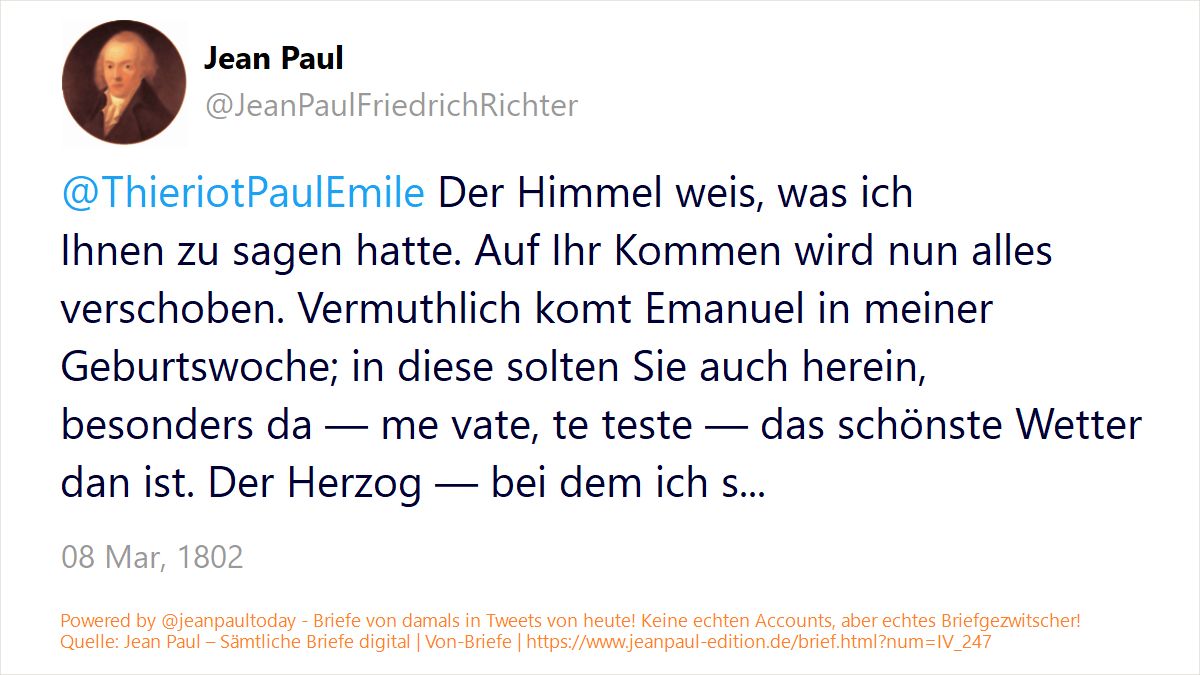 Jean Paul
@JeanPaulFriedrichRichter
@ThieriotPaulEmile Der Himmel weis, was ich
Ihnen zu sagen hatte. Auf Ihr Kommen wird nun alles
verschoben. Vermuthlich komt Emanuel in meiner
Geburtswoche; in diese solten Sie auch herein,
besonders da — me vate, te teste — das schönste Wetter
dan ist. Der Herzog — bei dem ich s...
08 Mar, 1802
Powered by @jeanpaultoday - Briefe von damals in Tweets von heute! Keine echten Accounts, aber echtes Briefgezwitscher!
Quelle: Jean Paul – Sämtliche Briefe digital | Von-Briefe | https://www.jeanpaul-edition.de/brief.html?num=IV_247